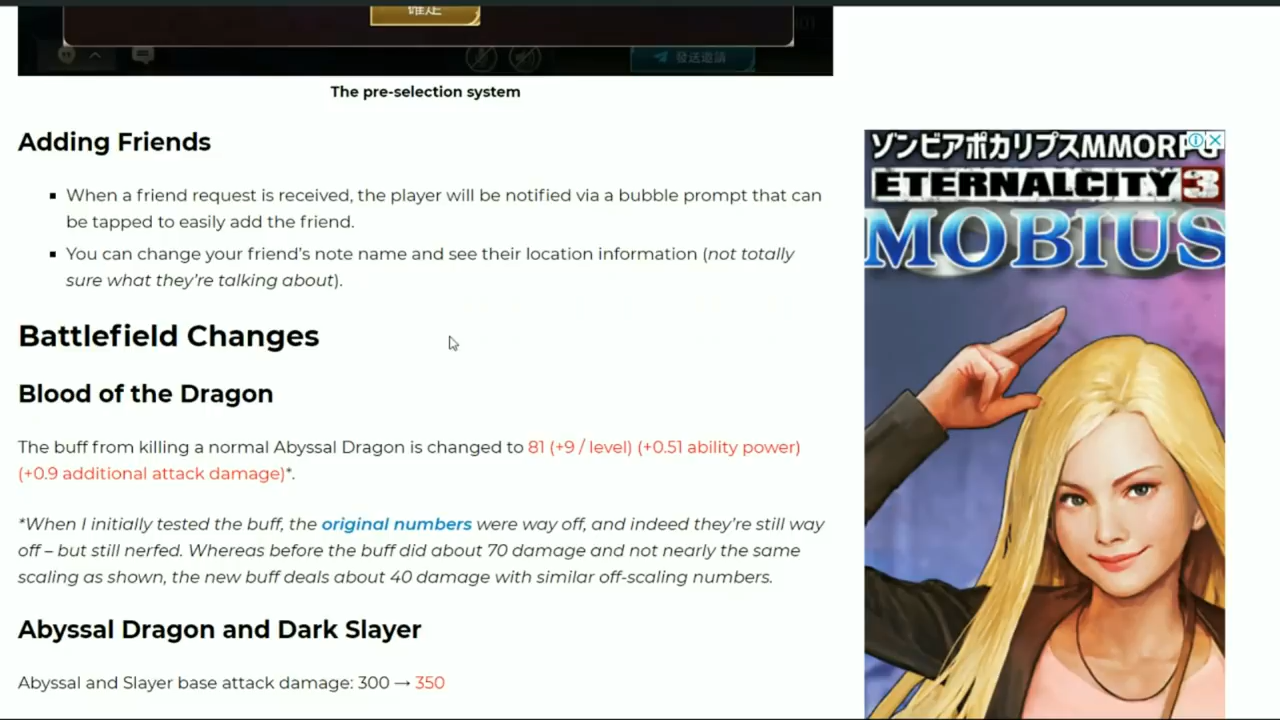 確定
發送邀請
The pre-selection system
Adding Friends
When a friend request is received, the player will be notified via a bubble prompt that can
be tapped to easily add the friend.
You can change your friend's note name and see their location information (not totally
sure what they're talking about).
Battlefield Changes
Blood of the Dragon
The buff from killing a normal Abyssal Dragon is changed to 81 (+9 / level) (+0.51 ability power)
(+0.9 additional attack damage)*.
*When I initially tested the buff, the original numbers were way off, and indeed they're still way
off – but still nerfed. Whereas before the buff did about 70 damage and not nearly the same
scaling as shown, the new buff deals about 40 damage with similar off-scaling numbers.
Abyssal Dragon and Dark Slayer
Abyssal and Slayer base attack damage: 300 → 350
ゾンビアポカリプスMMORPG
ETERNALCITY3
MOBIUS